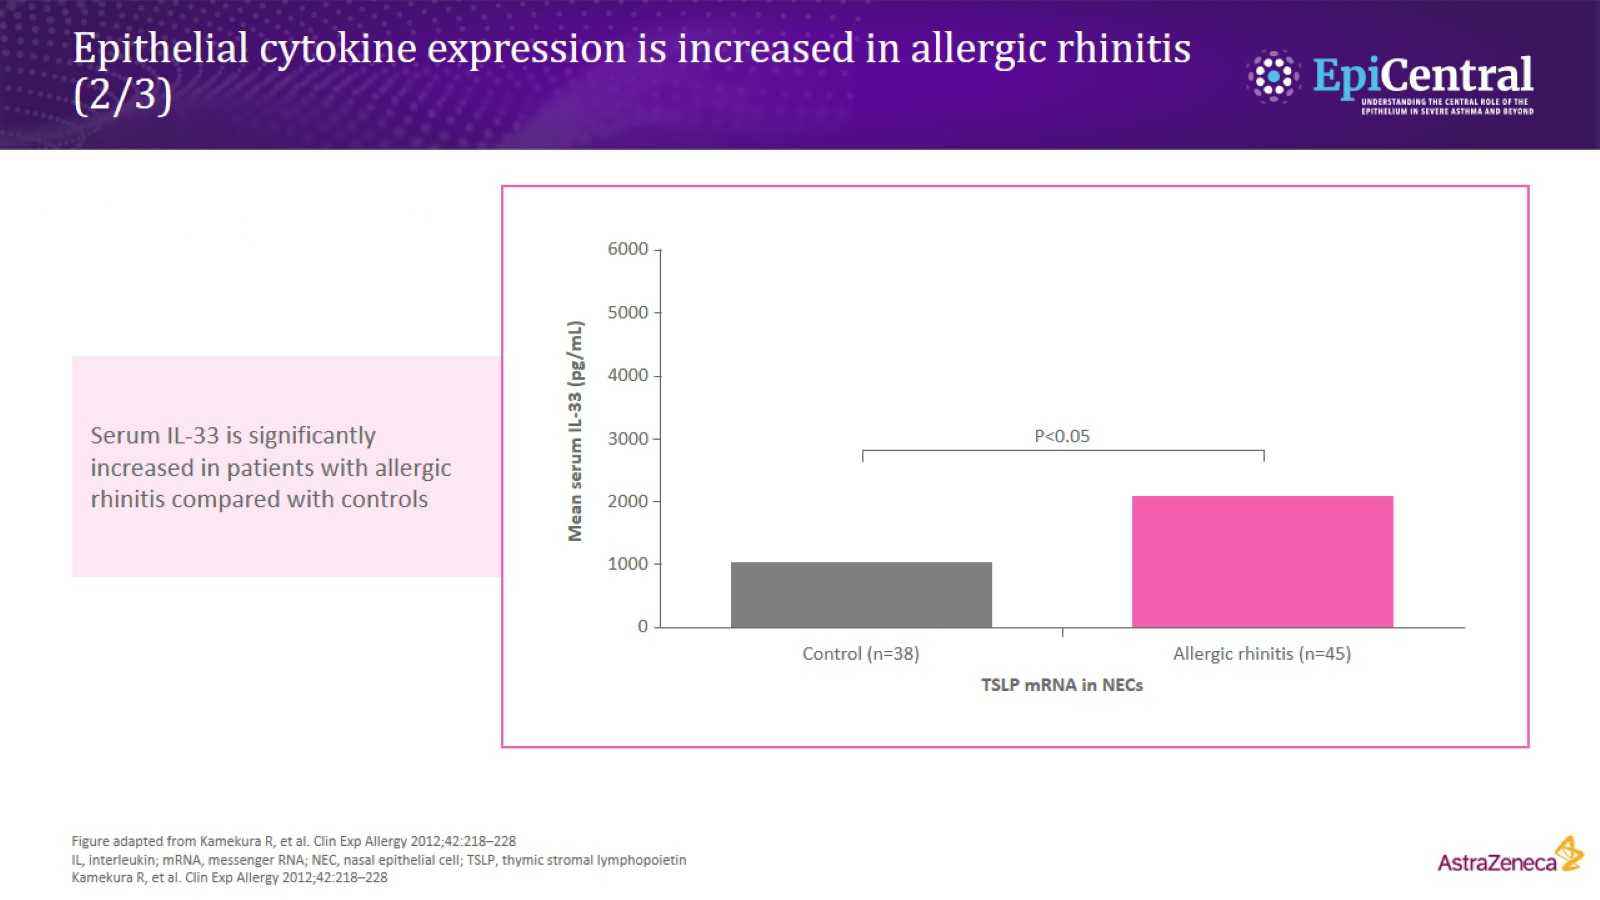 Epithelial cytokine expression is increased in allergic rhinitis
(2/3)
EpiCentral
UNDERSTANDING THE CENTRAL ROLE OF THE
EPITHELIUM IN SEVERE ASTHMA AND BEYOND
Serum IL-33 is significantly
increased in patients with allergic
rhinitis compared with controls
Mean serum IL-33 (pg/mL)
6000
5000
4000
3000
2000
1000
0
P<0.05
Control (n=38)
Allergic rhinitis (n=45)
TSLP mRNA in NECs
Figure adapted from Kamekura R, et al. Clin Exp Allergy 2012;42:218–228
IL, interleukin; mRNA, messenger RNA; NEC, nasal epithelial cell; TSLP, thymic stromal lymphopoietin
Kamekura R, et al. Clin Exp Allergy 2012;42:218–228
AstraZeneca